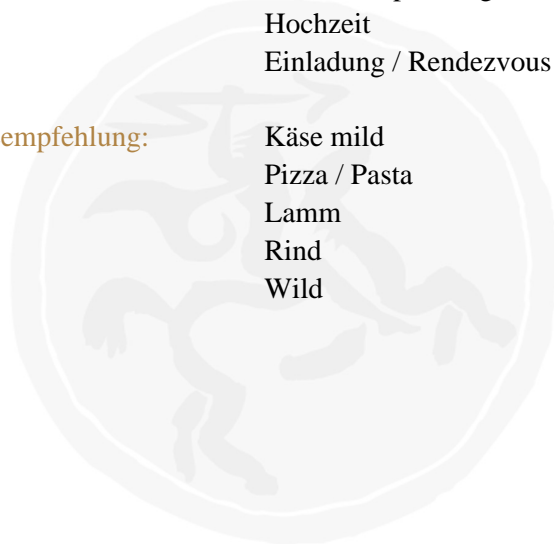 Hochzeit
Einladung / Rendezvous
empfehlung: Käse mild
Pizza / Pasta
Lamm
Rind
Wild